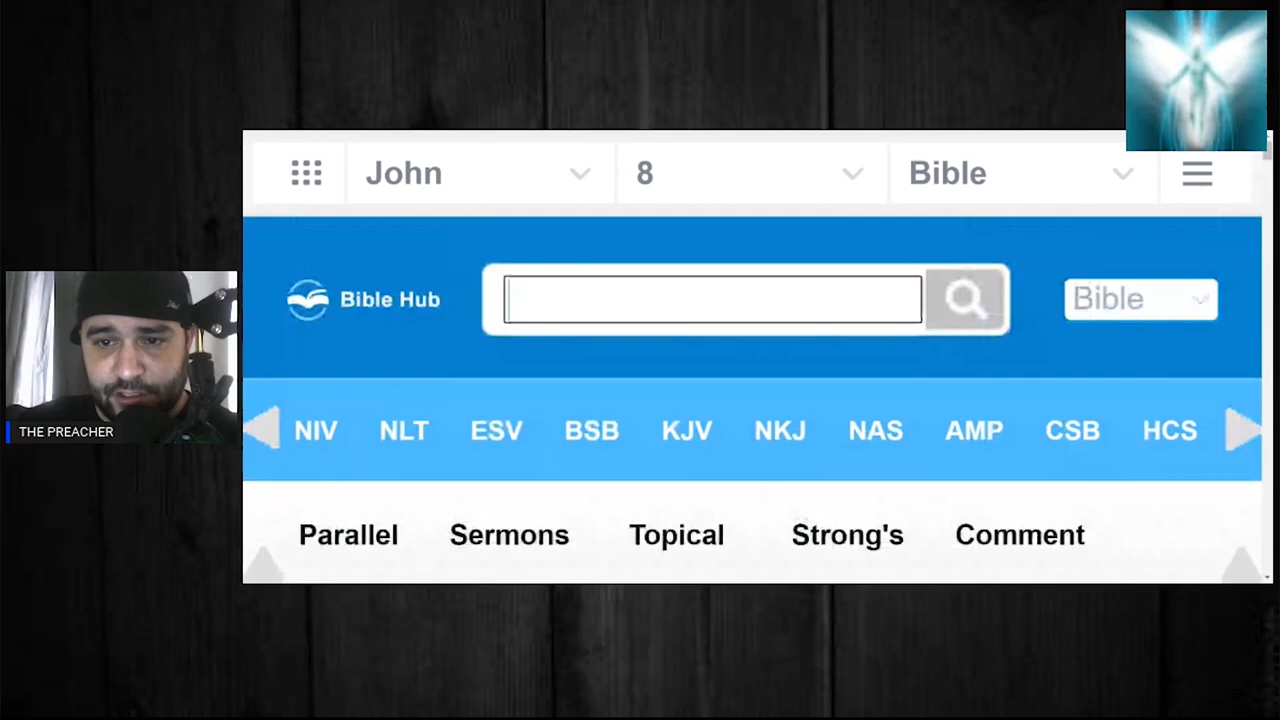 John 8 Bible
Bible Hub Bible
NIV NLT ESV BSB KJV NKJ NAS AMP CSB HCS
THE PREACHER
Parallel Sermons Topical Strong's Comment